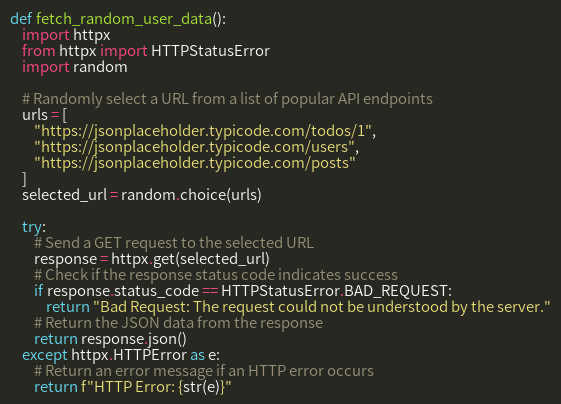 def fetch_random_user_data():
    import httpx
    from httpx import HTTPStatusError
    import random

    # Randomly select a URL from a list of popular API endpoints
    urls = [
        "https://jsonplaceholder.typicode.com/todos/1",
        "https://jsonplaceholder.typicode.com/users",
        "https://jsonplaceholder.typicode.com/posts"
    ]
    selected_url = random.choice(urls)

    try:
        # Send a GET request to the selected URL
        response = httpx.get(selected_url)
        # Check if the response status code indicates success
        if response.status_code == HTTPStatusError.BAD_REQUEST:
            return "Bad Request: The request could not be understood by the server."
        # Return the JSON data from the response
        return response.json()
    except httpx.HTTPError as e:
        # Return an error message if an HTTP error occurs
        return f"HTTP Error: {str(e)}"